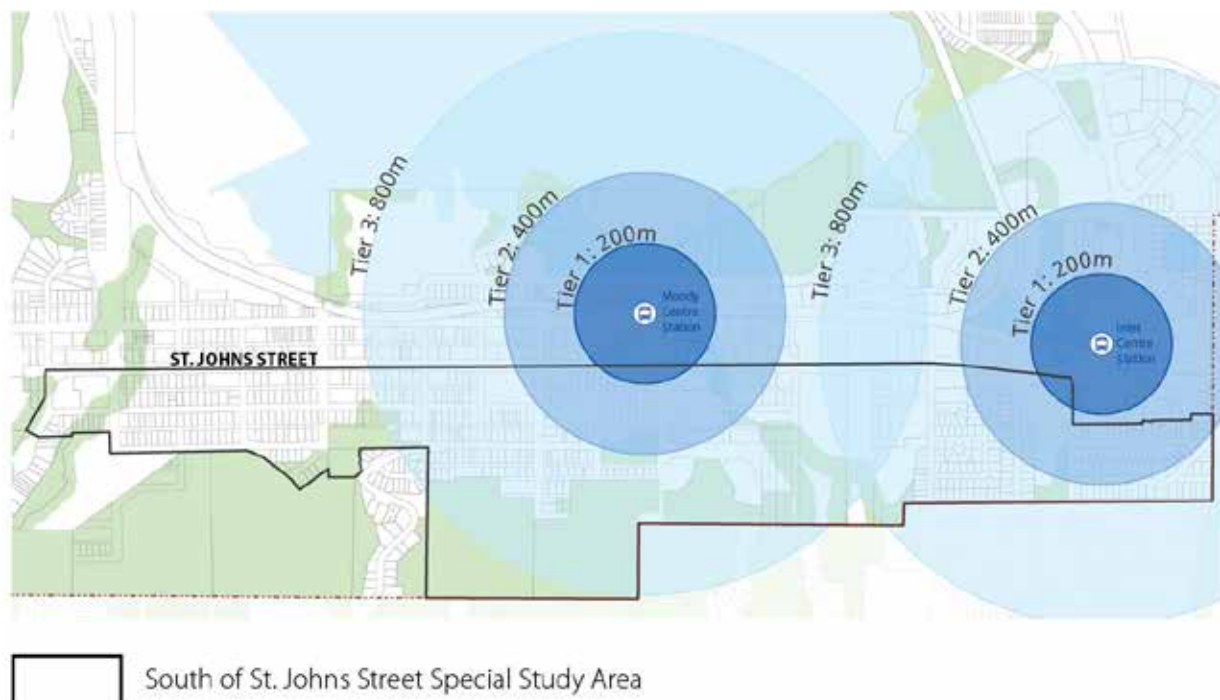 Tier 3: 800m
Tier 2: 400m
Tier 1: 200m
Moody
Centre
Station
Tier 3: 800m
Tier 2: 400m
Tier 1: 200m
Inlet
Centre
Station
ST. JOHNS STREET
South of St. Johns Street Special Study Area